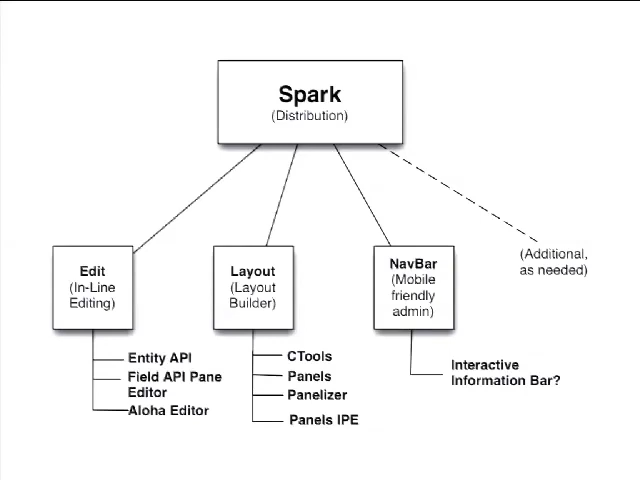 Spark
(Distribution)
Edit
(In-Line
Editing)
Layout
(Layout
Builder)
NavBar
(Mobile
friendly
admin)
(Additional,
as needed)
Entity API
Field API Pane
Editor
Aloha Editor
CTools
Panels
Panelizer
Panels IPE
Interactive
Information Bar?